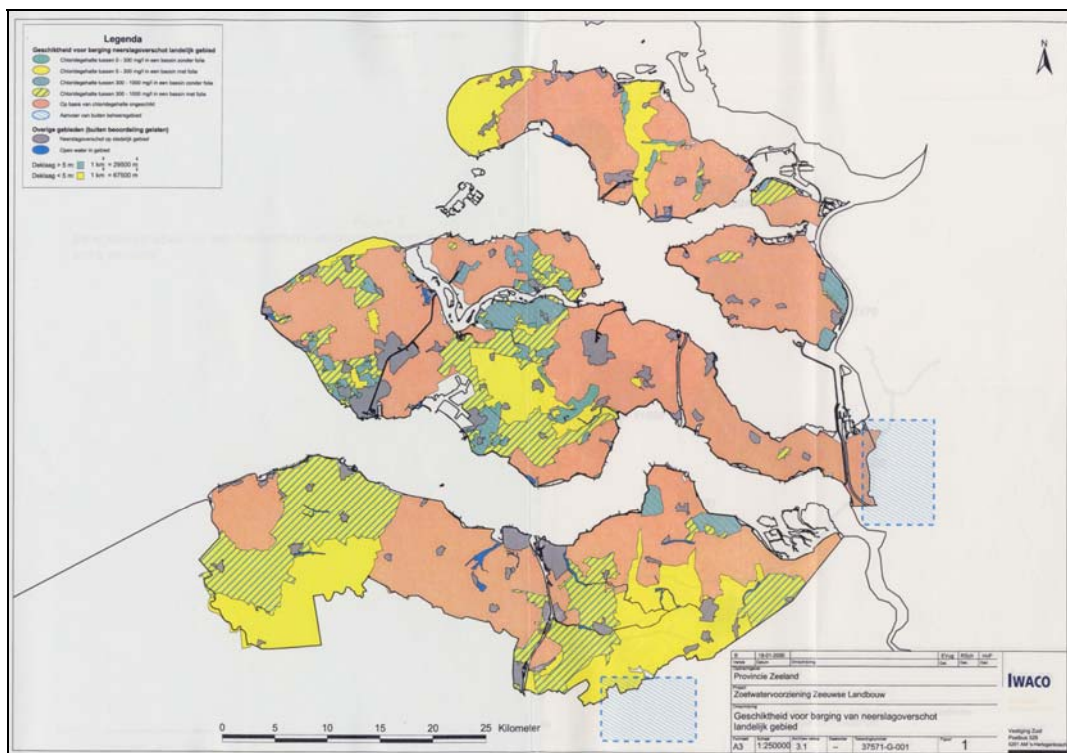 Legenda
Geschiktheid voor berging neerslagoverschot landelijk gebied
Chloridegehalte tussen 0 - 300 mg/l in een bassin zonder folie
Chloridegehalte tussen 0 - 300 mg/l in een bassin met folie
Chloridegehalte tussen 300 - 1000 mg/l in een bassin zonder folie
Chloridegehalte tussen 300 - 1000 mg/l in een bassin met folie
Op basis van chloridegehalte ongeschikt
Aanvoer van buiten beheersgebied
Overige gebieden (buiten beoordeling gelaten)
Neerslagoverschot op stedelijk gebied
Open water in gebied
Deklaag > 5 m
Deklaag < 5 m
N
0 5 10 15 20 25 Kilometer
Provincie Zeeland
Zoetwatervoorziening Zeeuwse Landbouw
Geschiktheid voor berging van neerslagoverschot
landelijk gebied
A3 1:250000 3.1 -- 37571-G-001 1
IWACO
Vestiging Zuid